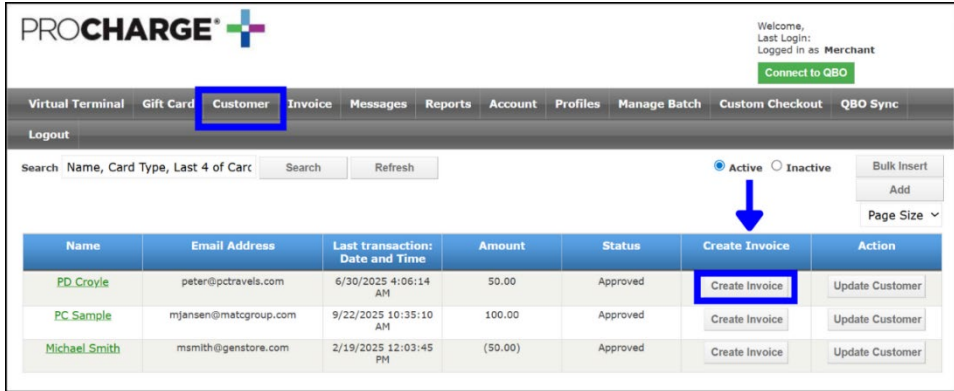 PROCHARGE®
Welcome,
Last Login:
Logged in as Merchant
Connect to QBO
Virtual Terminal Gift Card Customer Invoice Messages Reports Account Profiles Manage Batch Custom Checkout QBO Sync
Logout
Search Name, Card Type, Last 4 of Card Search Refresh Active Inactive Bulk Insert
Add
Page Size
Name Email Address Last transaction: Date and Time Amount Status Create Invoice Action
PD Croyle peter@pctravels.com 6/30/2025 4:06:14 AM 50.00 Approved Create Invoice Update Customer
PC Sample mjansen@matcgroup.com 9/22/2025 10:35:10 AM 100.00 Approved Create Invoice Update Customer
Michael Smith msmith@genstore.com 2/19/2025 12:03:45 PM (50.00) Approved Create Invoice Update Customer